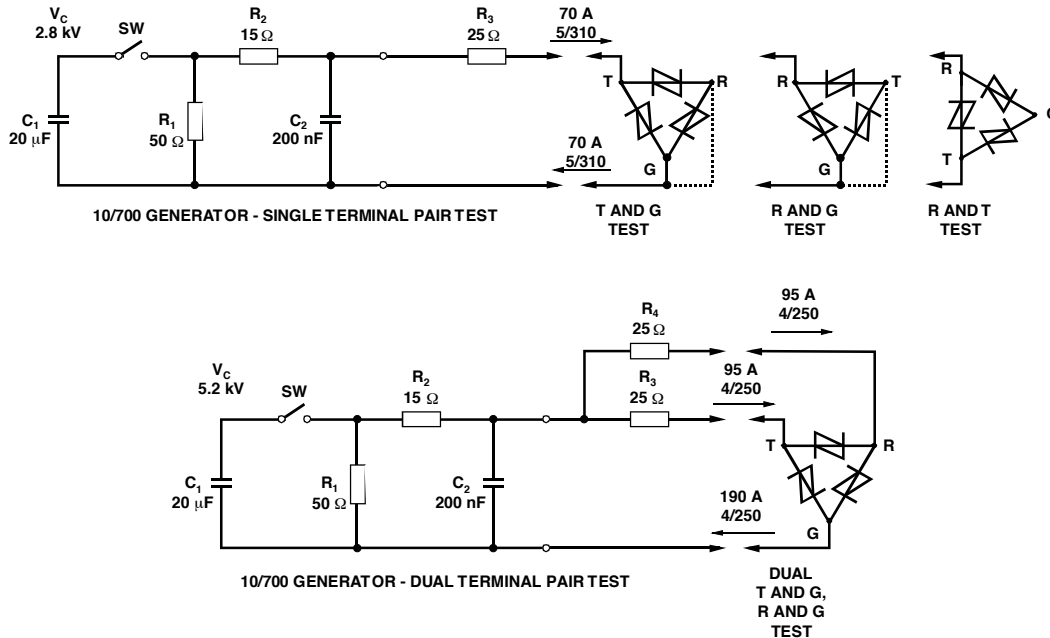 V_C
2.8 kV
SW
R_2
15 Ω
R_3
25 Ω
70 A
5/310
C_1
20 μF
R_1
50 Ω
C_2
200 nF
70 A
5/310
T
R
G
R
T
G
R
T
10/700 GENERATOR - SINGLE TERMINAL PAIR TEST
T AND G
TEST
R AND G
TEST
R AND T
TEST
95 A
4/250
R_4
25 Ω
V_C
5.2 kV
SW
R_2
15 Ω
R_3
25 Ω
95 A
4/250
C_1
20 μF
R_1
50 Ω
C_2
200 nF
T
R
190 A
4/250
G
10/700 GENERATOR - DUAL TERMINAL PAIR TEST
DUAL
T AND G,
R AND G
TEST